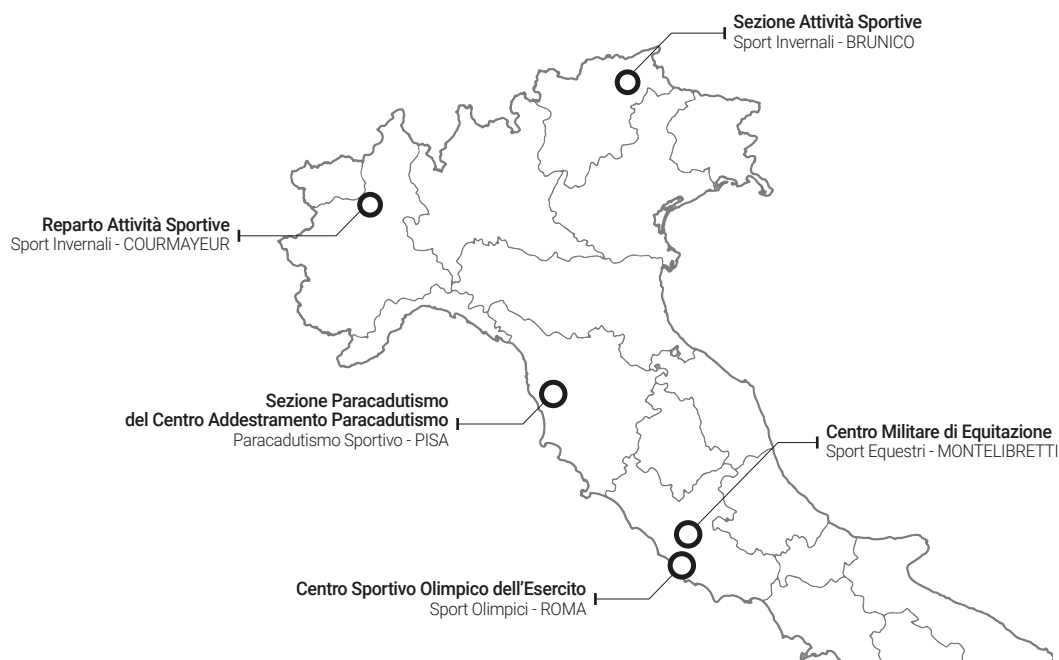 Sezione Attività Sportive
Sport Invernali - BRUNICO
Reparto Attività Sportive
Sport Invernali - COURMAYEUR
Sezione Paracadutismo
del Centro Addestramento Paracadutismo
Paracadutismo Sportivo - PISA
Centro Militare di Equitazione
Sport Equestri - MONTELIBRETTI
Centro Sportivo Olimpico dell'Esercito
Sport Olimpici - ROMA